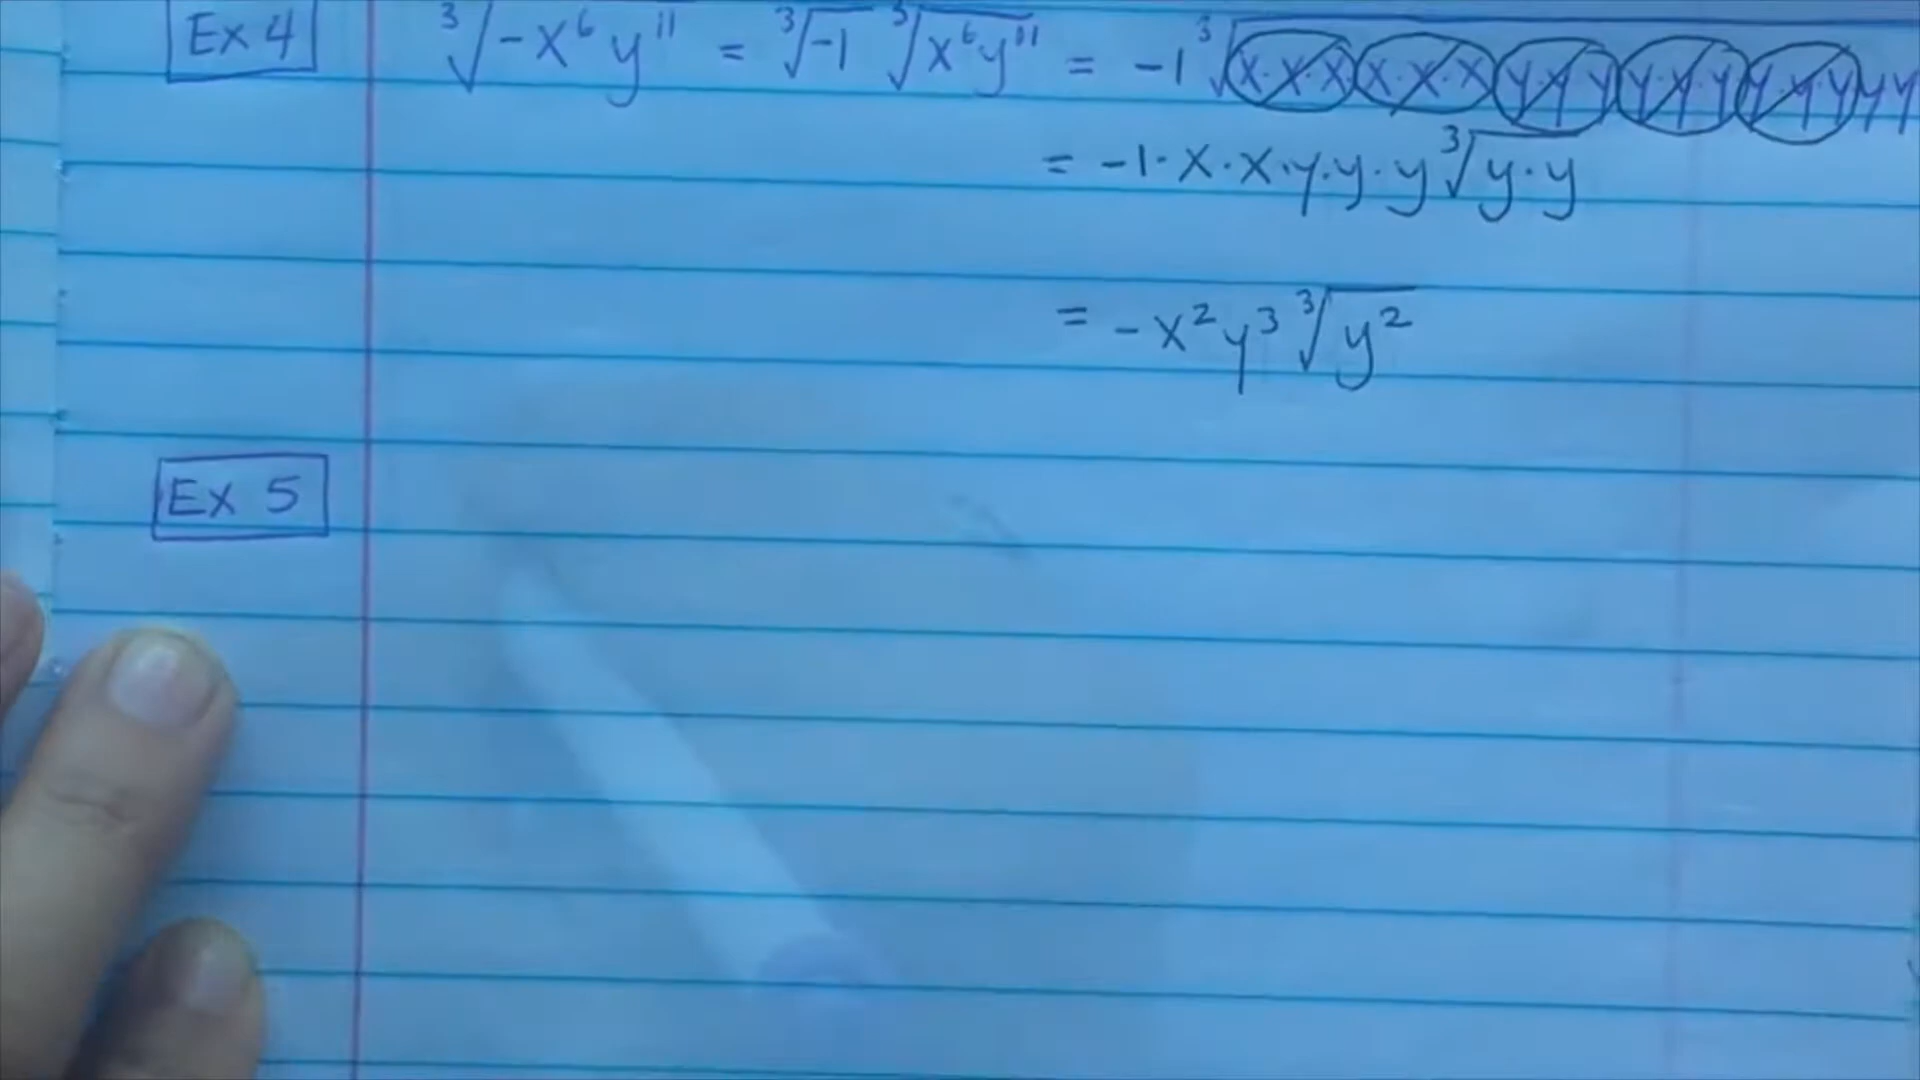 Ex 4 ∛(-x⁶y¹¹) = ∛(-1) ∛(x⁶y¹¹) = -1 ∛(x·x·x x·x·x y·y·y y·y·y y·y·y y y
= -1·x·x·y·y·y ∛(y·y)
= -x²y³ ∛(y²)
Ex 5